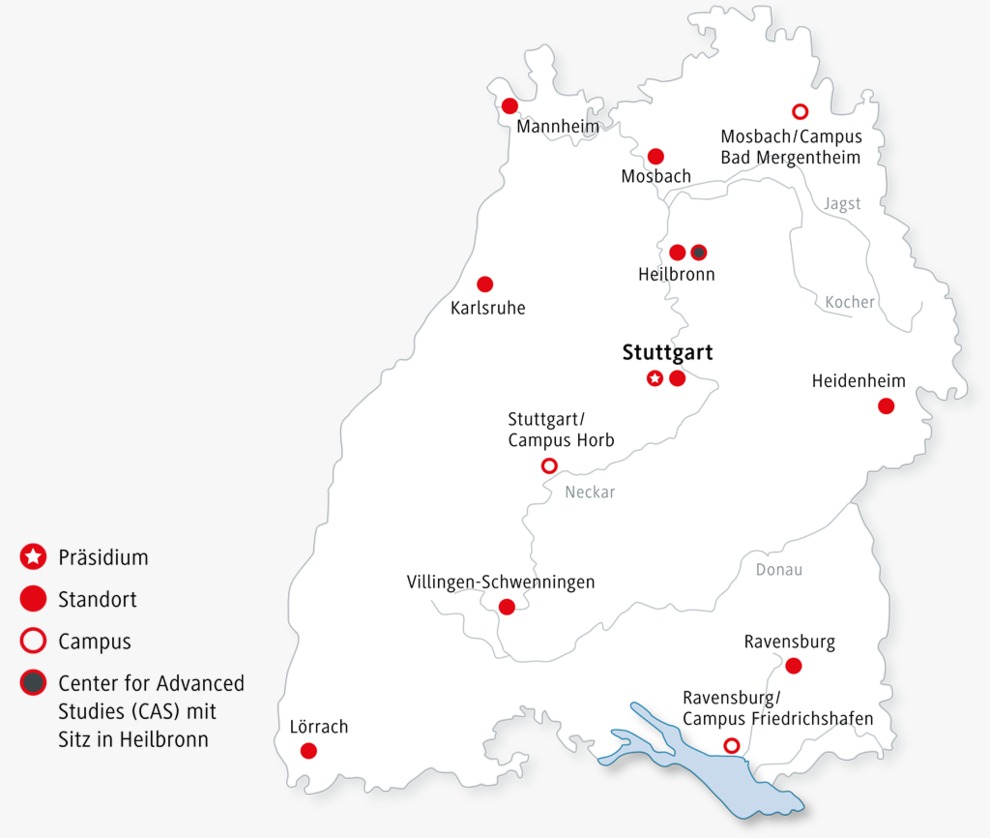 Mannheim
Mosbach/Campus
Bad Mergentheim
Mosbach
Jagst
Heilbronn
Kocher
Karlsruhe
Stuttgart
Heidenheim
Stuttgart/
Campus Horb
Neckar
Präsidium
Standort
Campus
Center for Advanced
Studies (CAS) mit
Sitz in Heilbronn
Villingen-Schwenningen
Donau
Ravensburg
Ravensburg/
Campus Friedrichshafen
Lörrach